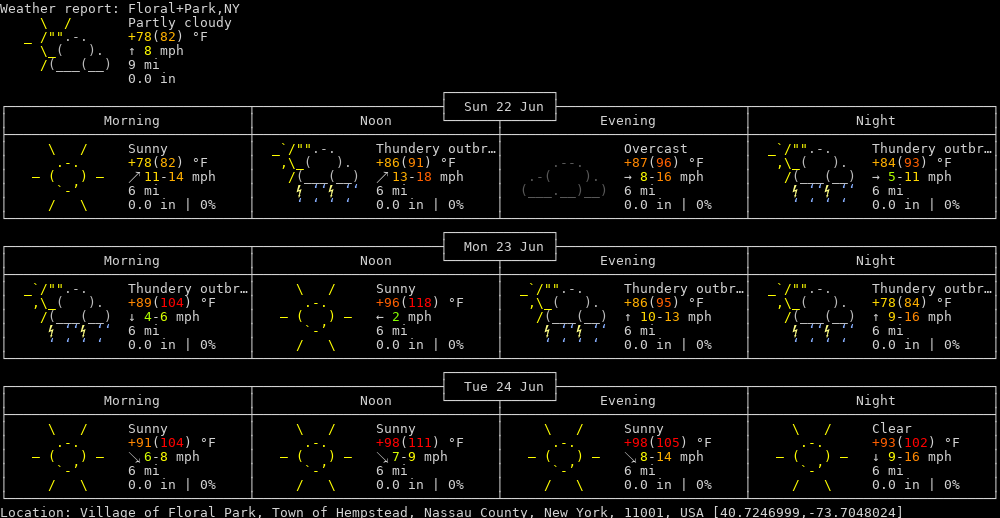 Weather report: Floral+Park,NY
Partly cloudy
+78(82) °F
↑ 8 mph
9 mi
0.0 in
Sun 22 Jun
Morning Noon Evening Night
Sunny Thundery outbr… Overcast Thundery outbr…
+78(82) °F +86(91) °F +87(96) °F +84(93) °F
↗ 11-14 mph ↗ 13-18 mph → 8-16 mph → 5-11 mph
6 mi 6 mi 6 mi 6 mi
0.0 in | 0% 0.0 in | 0% 0.0 in | 0% 0.0 in | 0%
Mon 23 Jun
Morning Noon Evening Night
Thundery outbr… Sunny Thundery outbr… Thundery outbr…
+89(104) °F +96(118) °F +86(95) °F +78(84) °F
↓ 4-6 mph ← 2 mph ↑ 10-13 mph ↑ 9-16 mph
6 mi 6 mi 6 mi 6 mi
0.0 in | 0% 0.0 in | 0% 0.0 in | 0% 0.0 in | 0%
Tue 24 Jun
Morning Noon Evening Night
Sunny Sunny Sunny Clear
+91(104) °F +98(111) °F +98(105) °F +93(102) °F
↘ 6-8 mph ↘ 7-9 mph ↘ 8-14 mph ↓ 9-16 mph
6 mi 6 mi 6 mi 6 mi
0.0 in | 0% 0.0 in | 0% 0.0 in | 0% 0.0 in | 0%
Location: Village of Floral Park, Town of Hempstead, Nassau County, New York, 11001, USA [40.7246999,-73.7048024]